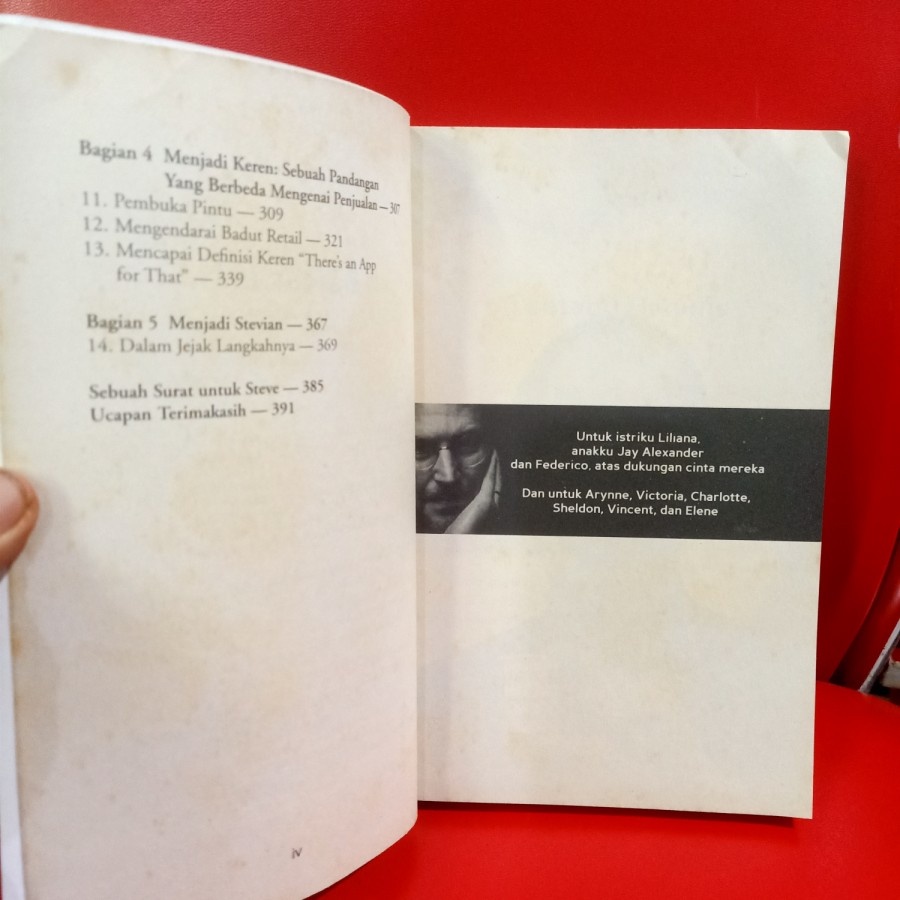 Bagian 4 Menjadi Keren: Sebuah Pandangan
Yang Berbeda Mengenai Penjualan — 307
11. Pembuka Pintu — 309
12. Mengendarai Badut Retail — 321
13. Mencapai Definisi Keren "There's an App
for That" — 339
Bagian 5 Menjadi Stevian — 367
14. Dalam Jejak Langkahnya — 369
Sebuah Surat untuk Steve — 385
Ucapan Terimakasih — 391
iv
Untuk istriku Liliana,
anakku Jay Alexander
dan Federico, atas dukungan cinta mereka
Dan untuk Arynne, Victoria, Charlotte,
Sheldon, Vincent, dan Elene